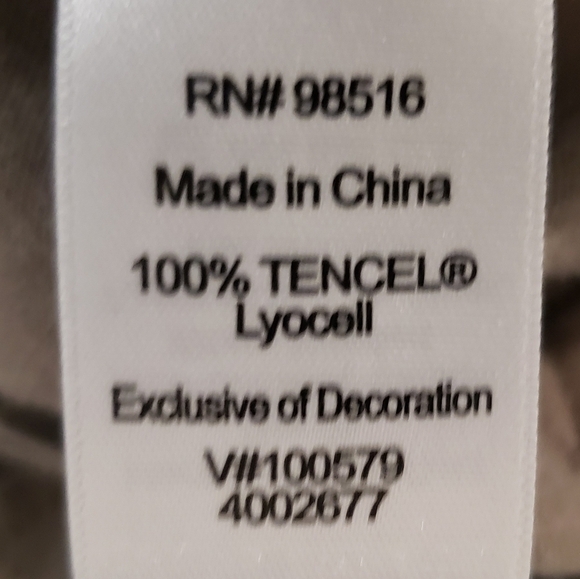 RN# 98516
Made in China
100% TENCEL®
Lyocell
Exclusive of Decoration
V#100579
4002677